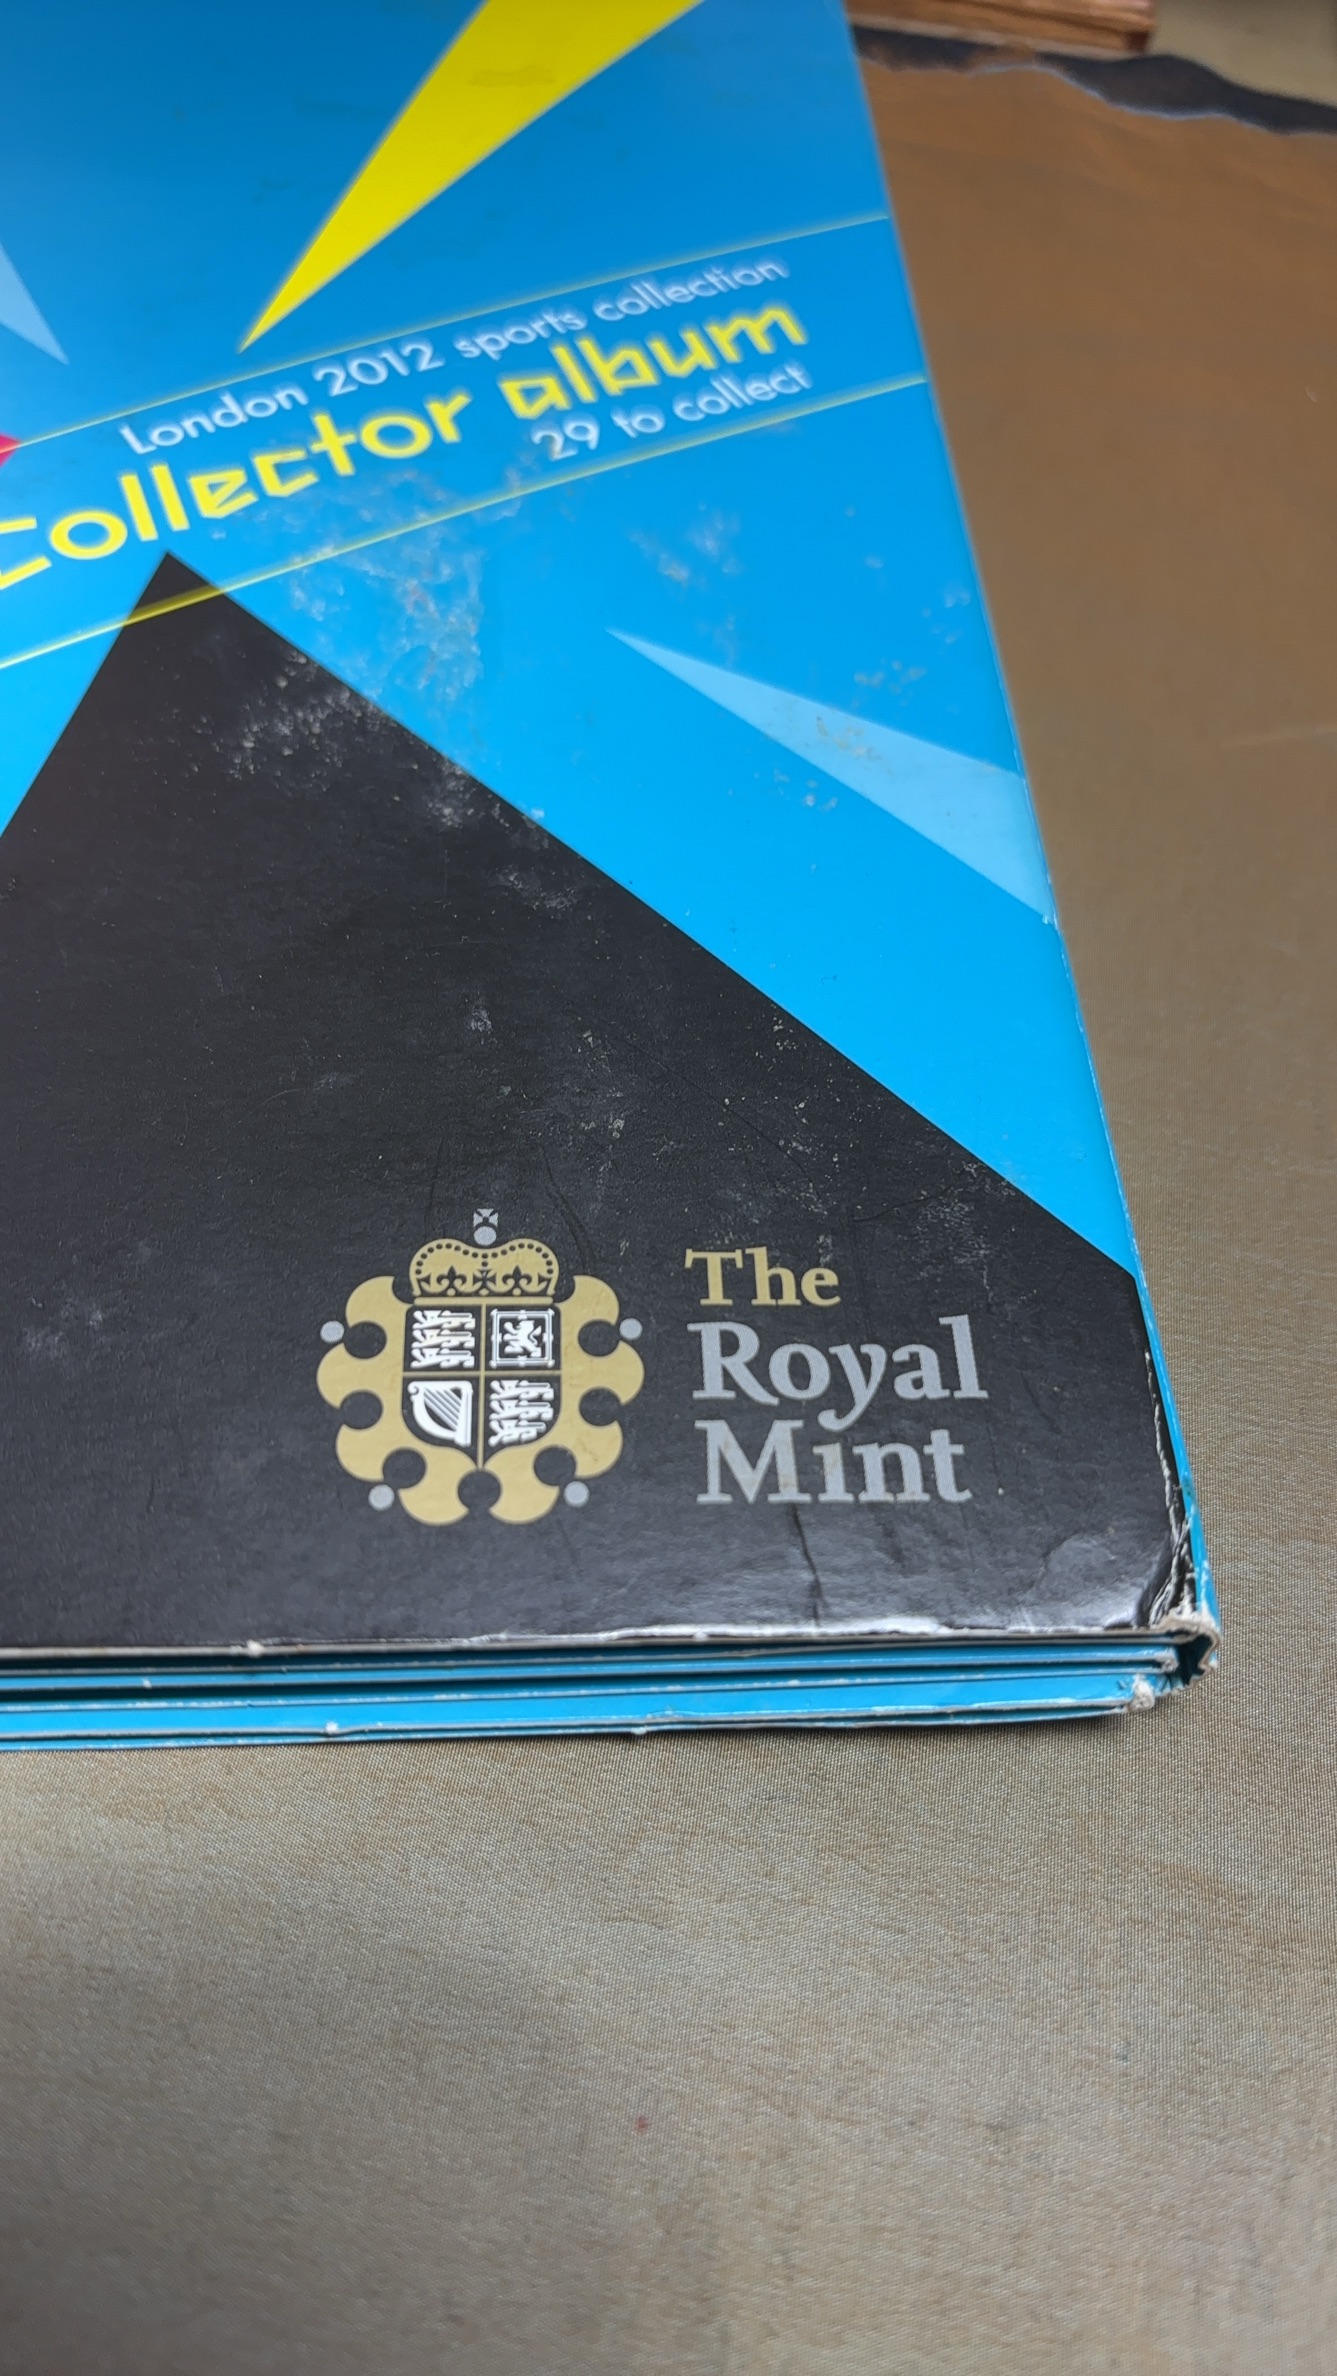 London 2012 sports collection
Collector album
29 to collect
The
Royal
Mint